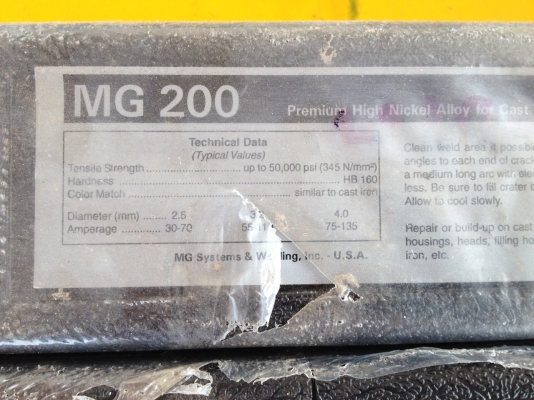 MG 200
Premium High Nickel Alloy for Cast
Technical Data
(Typical Values)
Tensile Strength ........................ up to 50,000 psi (345 N/mm²)
Hardness ................................................................ HB 160
Color Match ........................................ similar to cast iron
Diameter (mm) ...... 2.5 4.0
Amperage ............. 30-70 75-135
MG Systems & Welding, Inc. - U.S.A.
Clean weld area if possible
angles to each end of crack
a medium long arc with
less. Be sure to fill crater
Allow to cool slowly.
Repair or build-up on cast
housings, heads, filling
iron, etc.